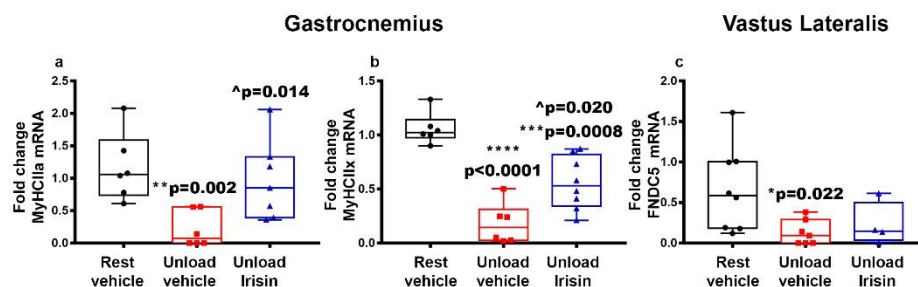 Gastrocnemius
Vastus Lateralis
a
Fold change
MyHCIIa mRNA
2.5
2.0
1.5
1.0
0.5
0.0
**p=0.002
^p=0.014
Rest
vehicle
Unload
vehicle
Unload
Irisin
b
Fold change
MyHCIIx mRNA
1.5
1.0
0.5
0.0
****
p<0.0001
^p=0.020
***p=0.0008
Rest
vehicle
Unload
vehicle
Unload
Irisin
c
Fold change
FNDC5 mRNA
2.0
1.5
1.0
0.5
0.0
*p=0.022
Rest
vehicle
Unload
vehicle
Unload
Irisin